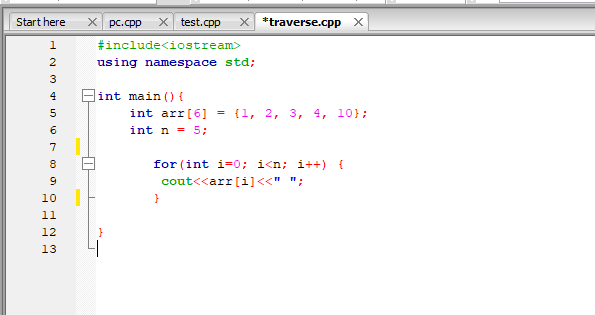 Start here pc.cpp test.cpp *traverse.cpp
1 #include<iostream>
2 using namespace std;
3
4 int main(){
5 int arr[6] = {1, 2, 3, 4, 10};
6 int n = 5;
7
8 for(int i=0; i<n; i++) {
9 cout<<arr[i]<<" ";
10 }
11
12 }
13